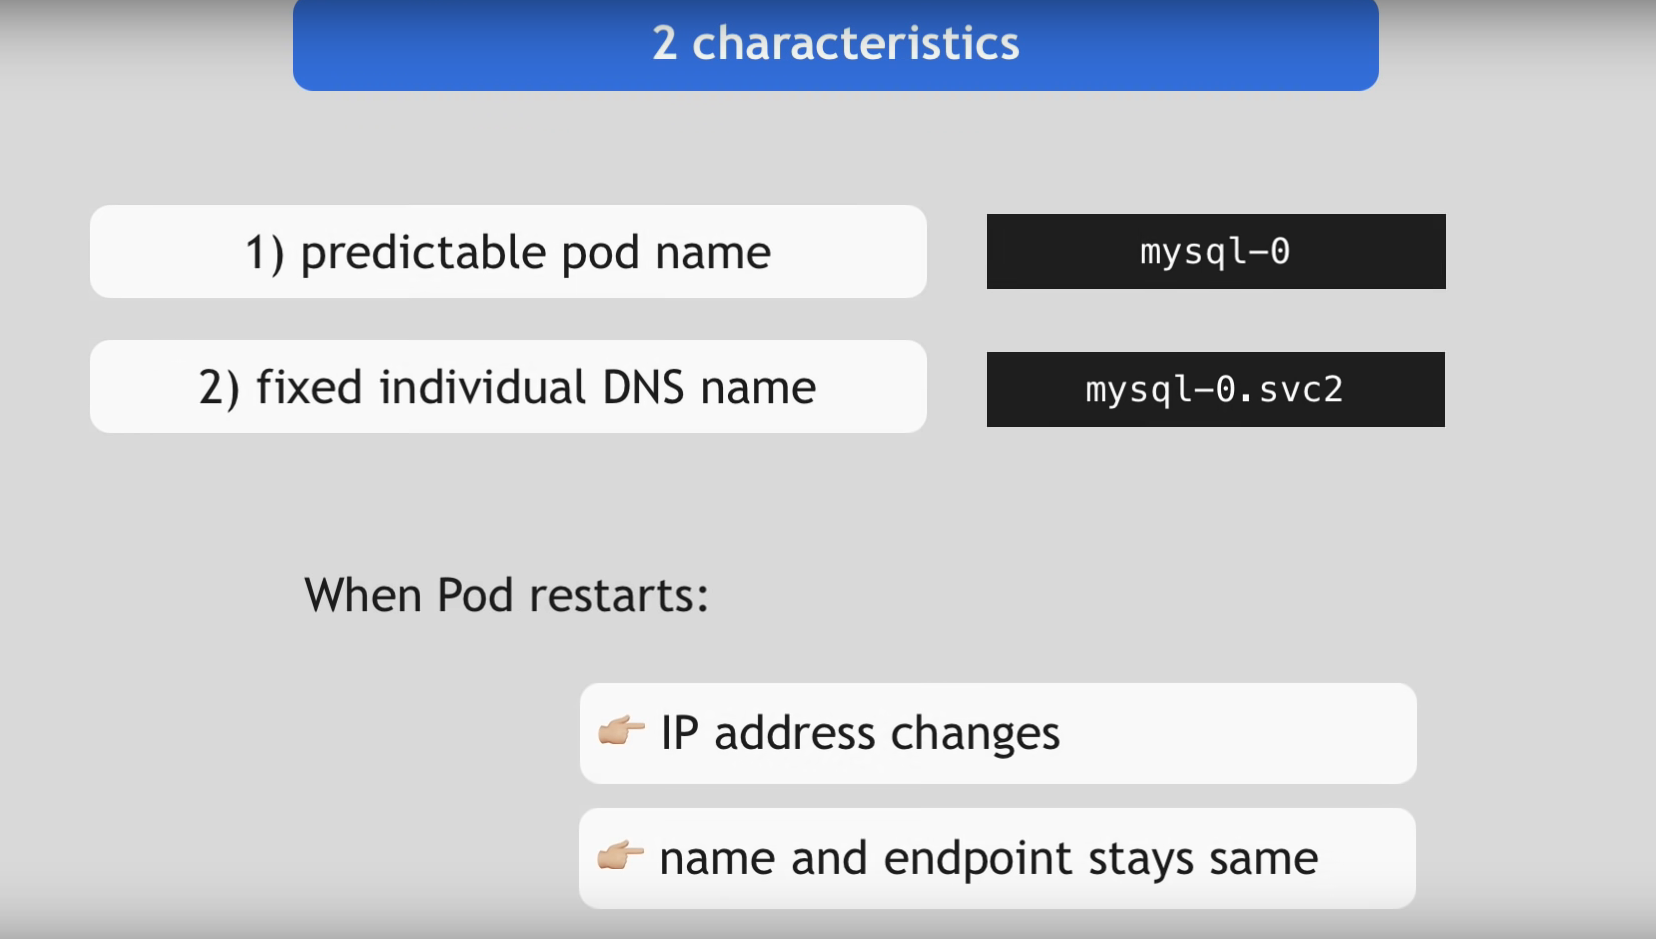 2 characteristics
1) predictable pod name
mysql-0
2) fixed individual DNS name
mysql-0.svc2
When Pod restarts:
👉🏼 IP address changes
👉🏼 name and endpoint stays same